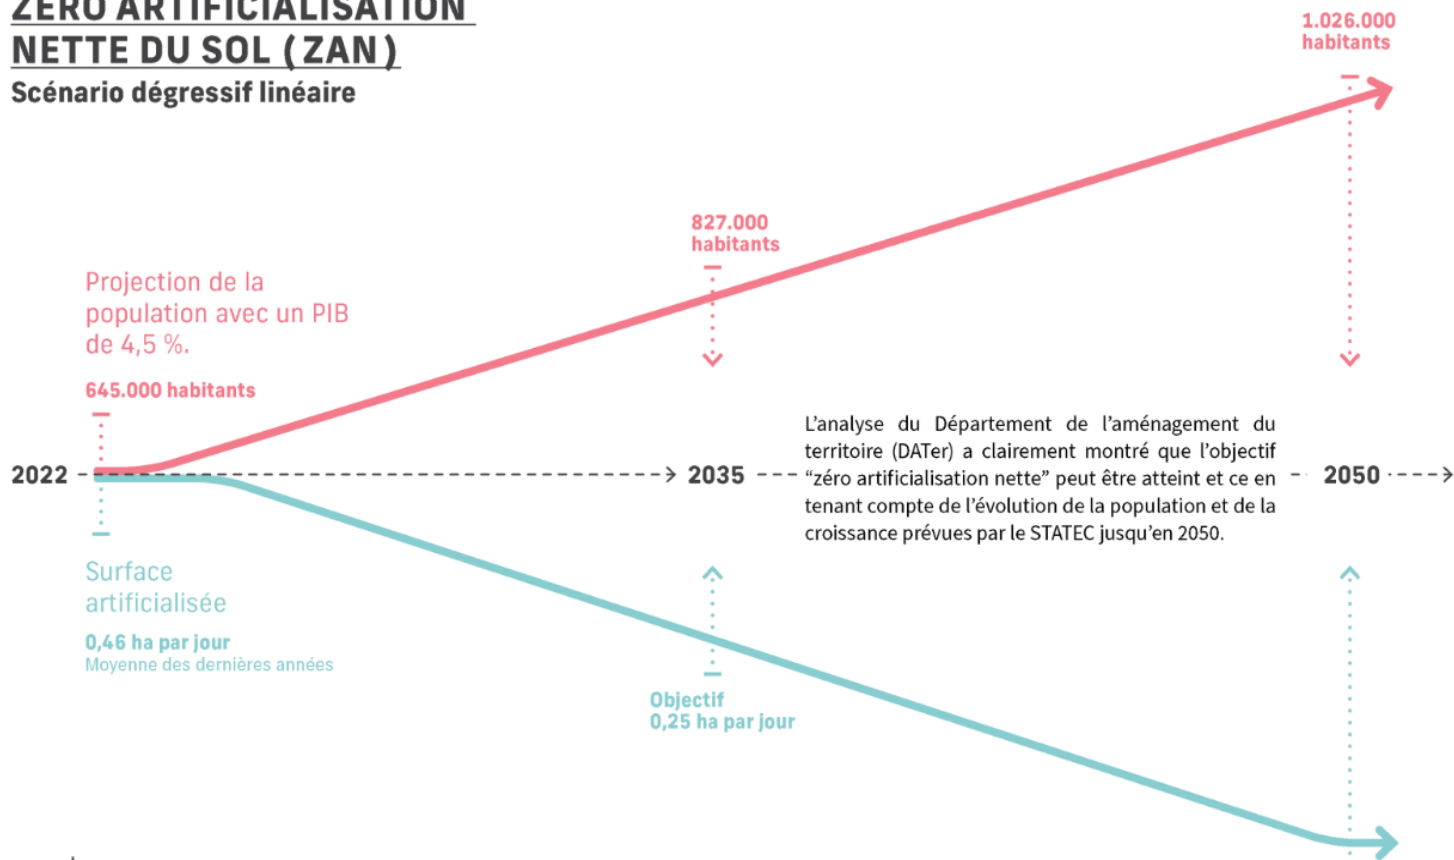 ZÉRO ARTIFICIALISATION
NETTE DU SOL (ZAN)
Scénario dégressif linéaire
1.026.000
habitants
827.000
habitants
Projection de la
population avec un PIB
de 4,5 %.
645.000 habitants
L’analyse du Département de l’aménagement du
territoire (DATer) a clairement montré que l’objectif
“zéro artificialisation nette” peut être atteint et ce en
tenant compte de l’évolution de la population et de la
croissance prévues par le STATEC jusqu’en 2050.
2022
2035
2050
Surface
artificialisée
0,46 ha par jour
Moyenne des dernières années
Objectif
0,25 ha par jour